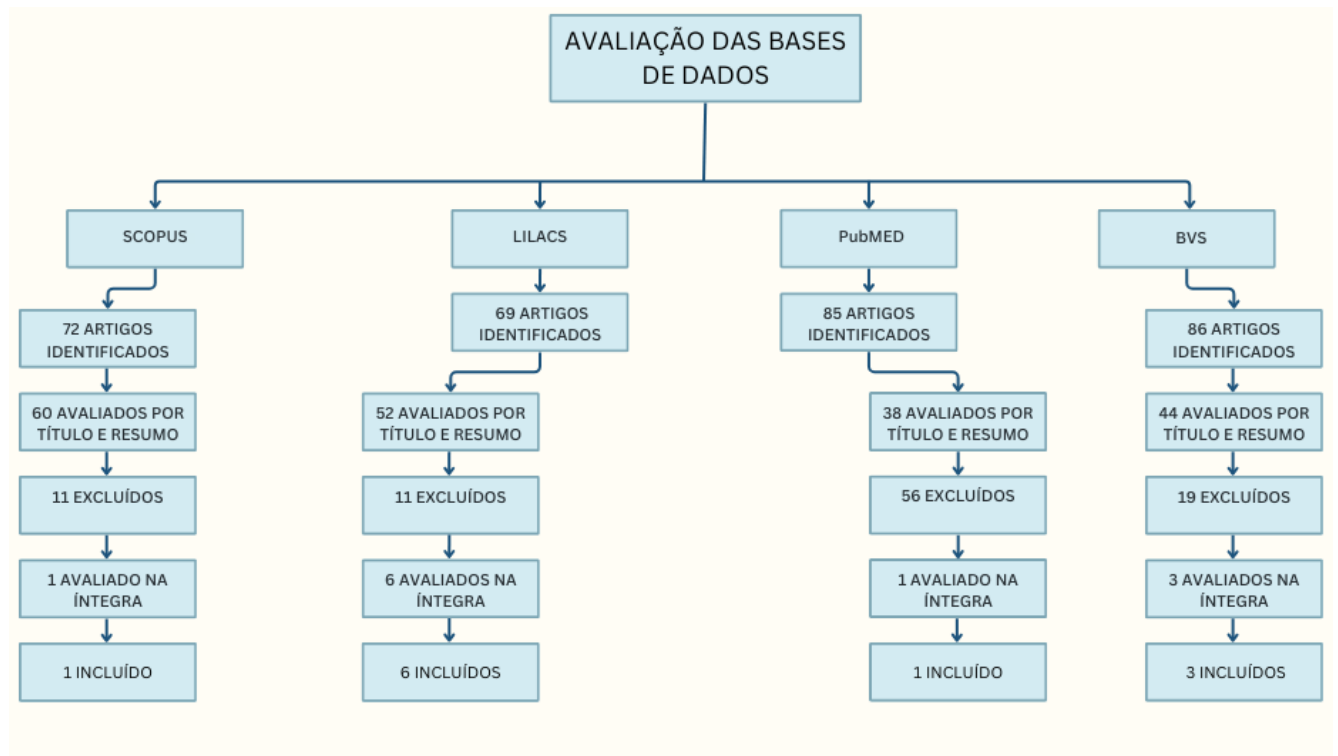 AVALIAÇÃO DAS BASES
DE DADOS
SCOPUS
72 ARTIGOS
IDENTIFICADOS
60 AVALIADOS POR
TÍTULO E RESUMO
11 EXCLUÍDOS
1 AVALIADO NA
ÍNTEGRA
1 INCLUÍDO
LILACS
69 ARTIGOS
IDENTIFICADOS
52 AVALIADOS POR
TÍTULO E RESUMO
11 EXCLUÍDOS
6 AVALIADOS NA
ÍNTEGRA
6 INCLUÍDOS
PubMED
85 ARTIGOS
IDENTIFICADOS
38 AVALIADOS POR
TÍTULO E RESUMO
56 EXCLUÍDOS
1 AVALIADO NA
ÍNTEGRA
1 INCLUÍDO
BVS
86 ARTIGOS
IDENTIFICADOS
44 AVALIADOS POR
TÍTULO E RESUMO
19 EXCLUÍDOS
3 AVALIADOS NA
ÍNTEGRA
3 INCLUÍDOS